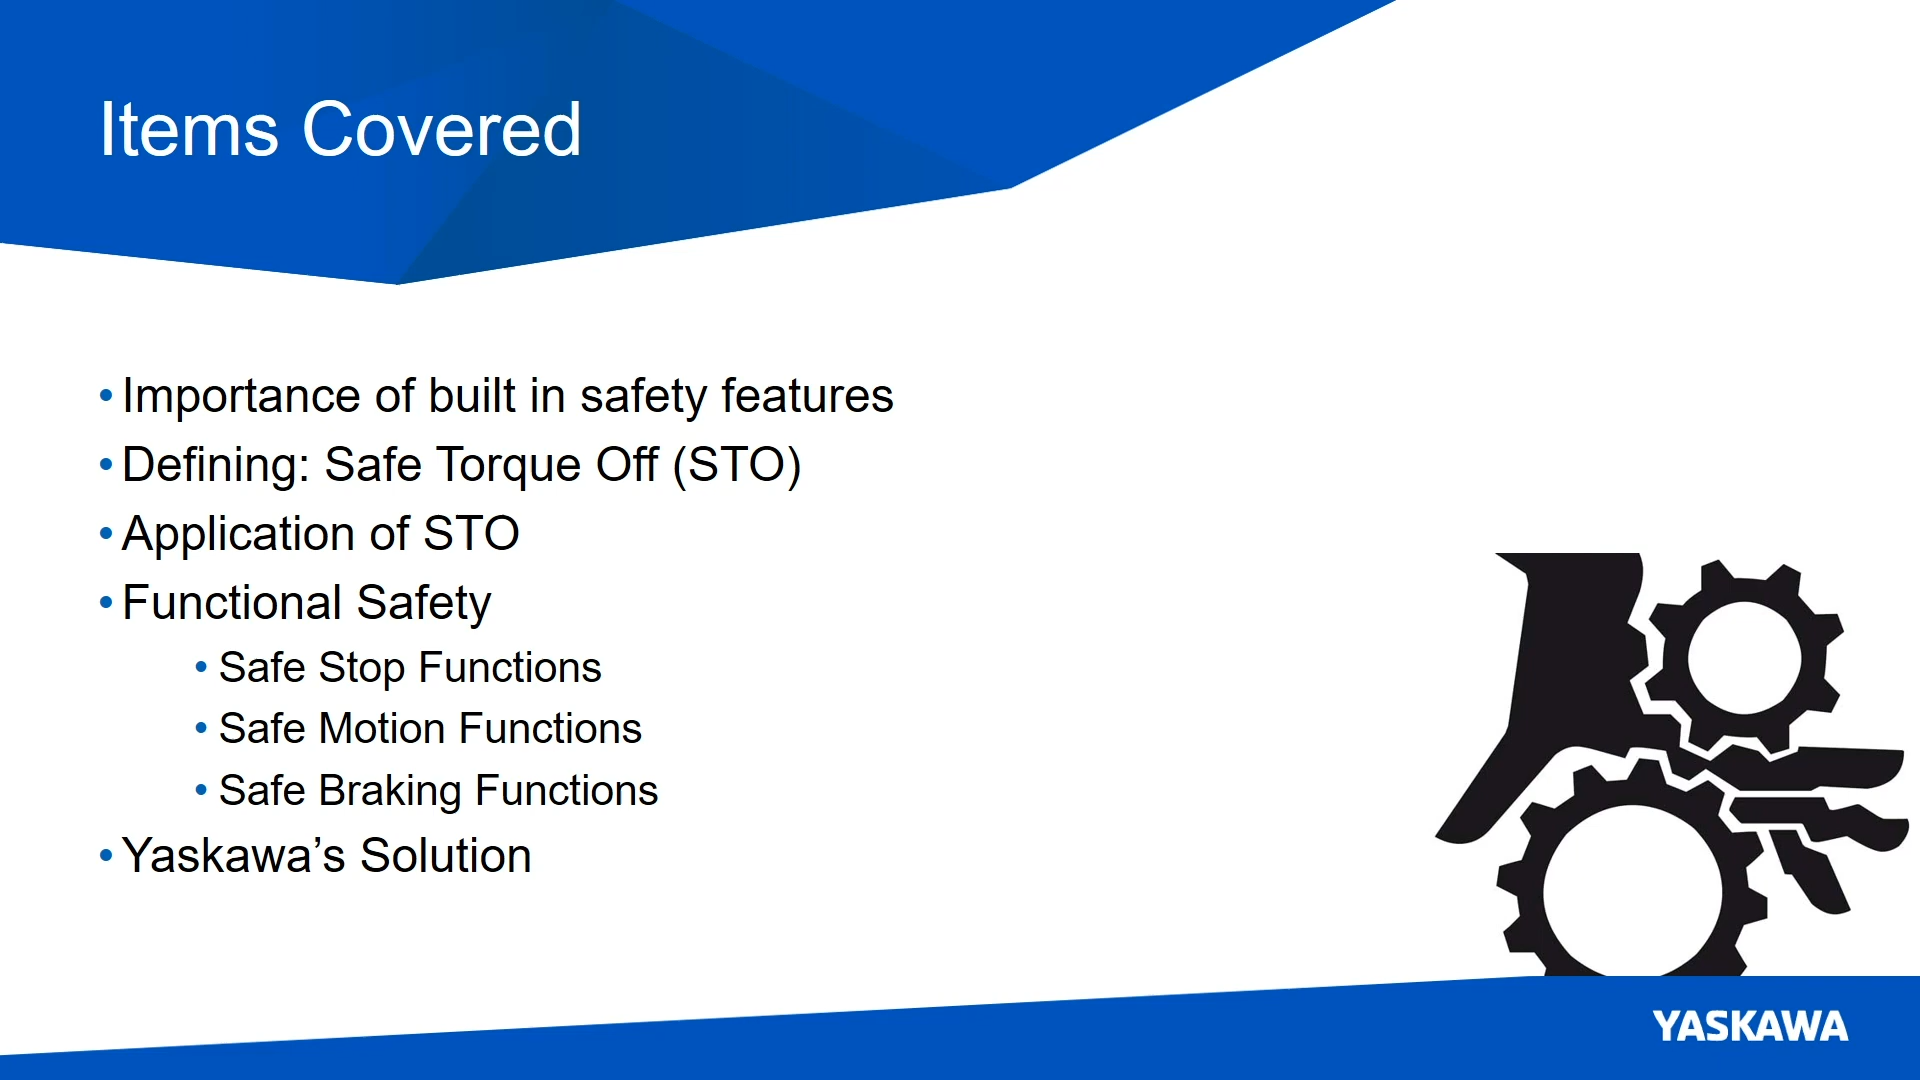 Items Covered
• Importance of built in safety features
• Defining: Safe Torque Off (STO)
• Application of STO
• Functional Safety
• Safe Stop Functions
• Safe Motion Functions
• Safe Braking Functions
• Yaskawa’s Solution
YASKAWA